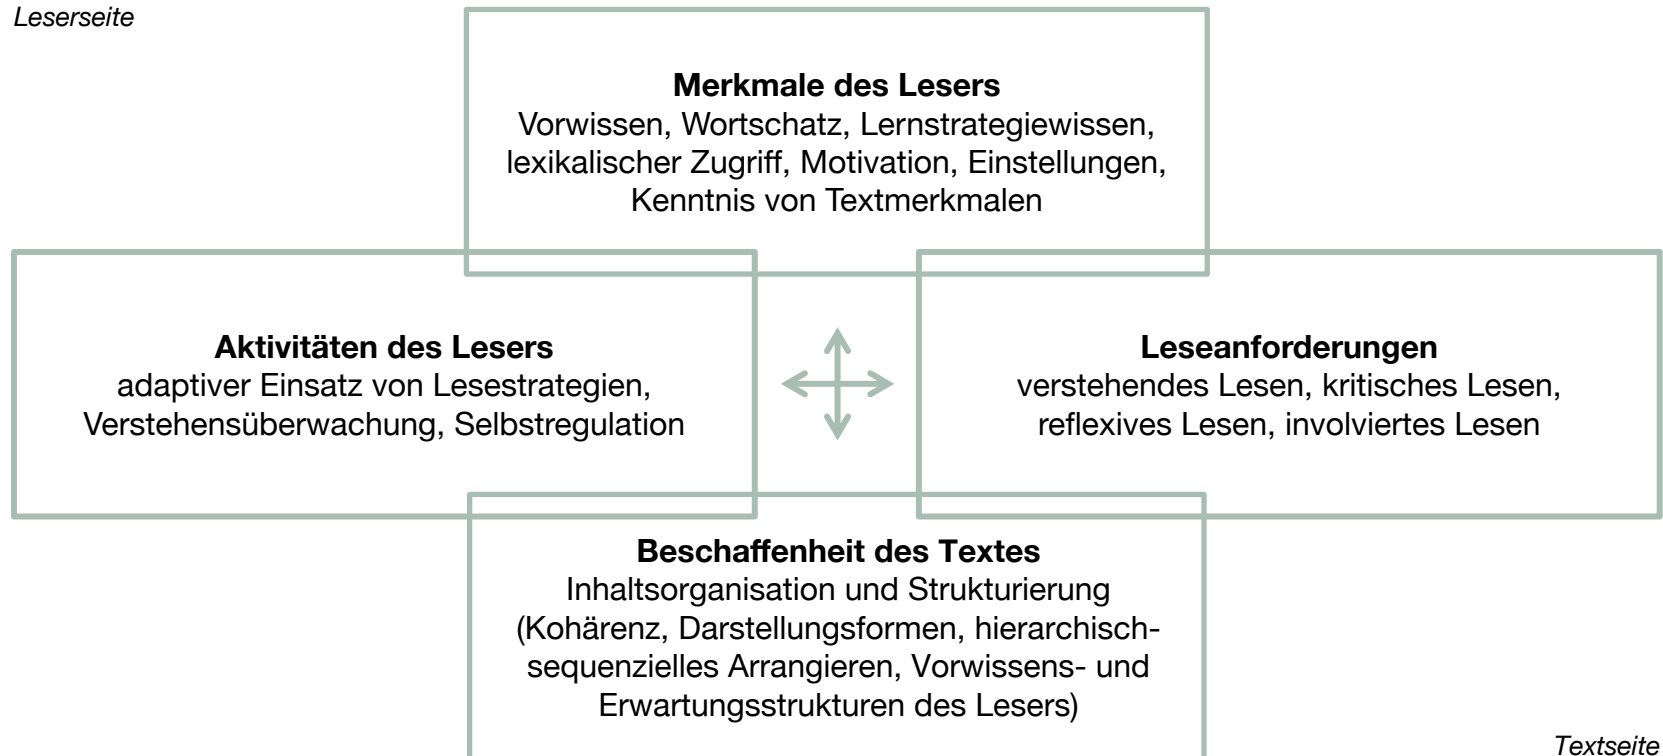 Leserseite
Merkmale des Lesers
Vorwissen, Wortschatz, Lernstrategiewissen,
lexikalischer Zugriff, Motivation, Einstellungen,
Kenntnis von Textmerkmalen
Aktivitäten des Lesers
adaptiver Einsatz von Lesestrategien,
Verstehensüberwachung, Selbstregulation
Leseanforderungen
verstehendes Lesen, kritisches Lesen,
reflexives Lesen, involviertes Lesen
Beschaffenheit des Textes
Inhaltsorganisation und Strukturierung
(Kohärenz, Darstellungsformen, hierarchisch-
sequenzielles Arrangieren, Vorwissens- und
Erwartungsstrukturen des Lesers)
Textseite